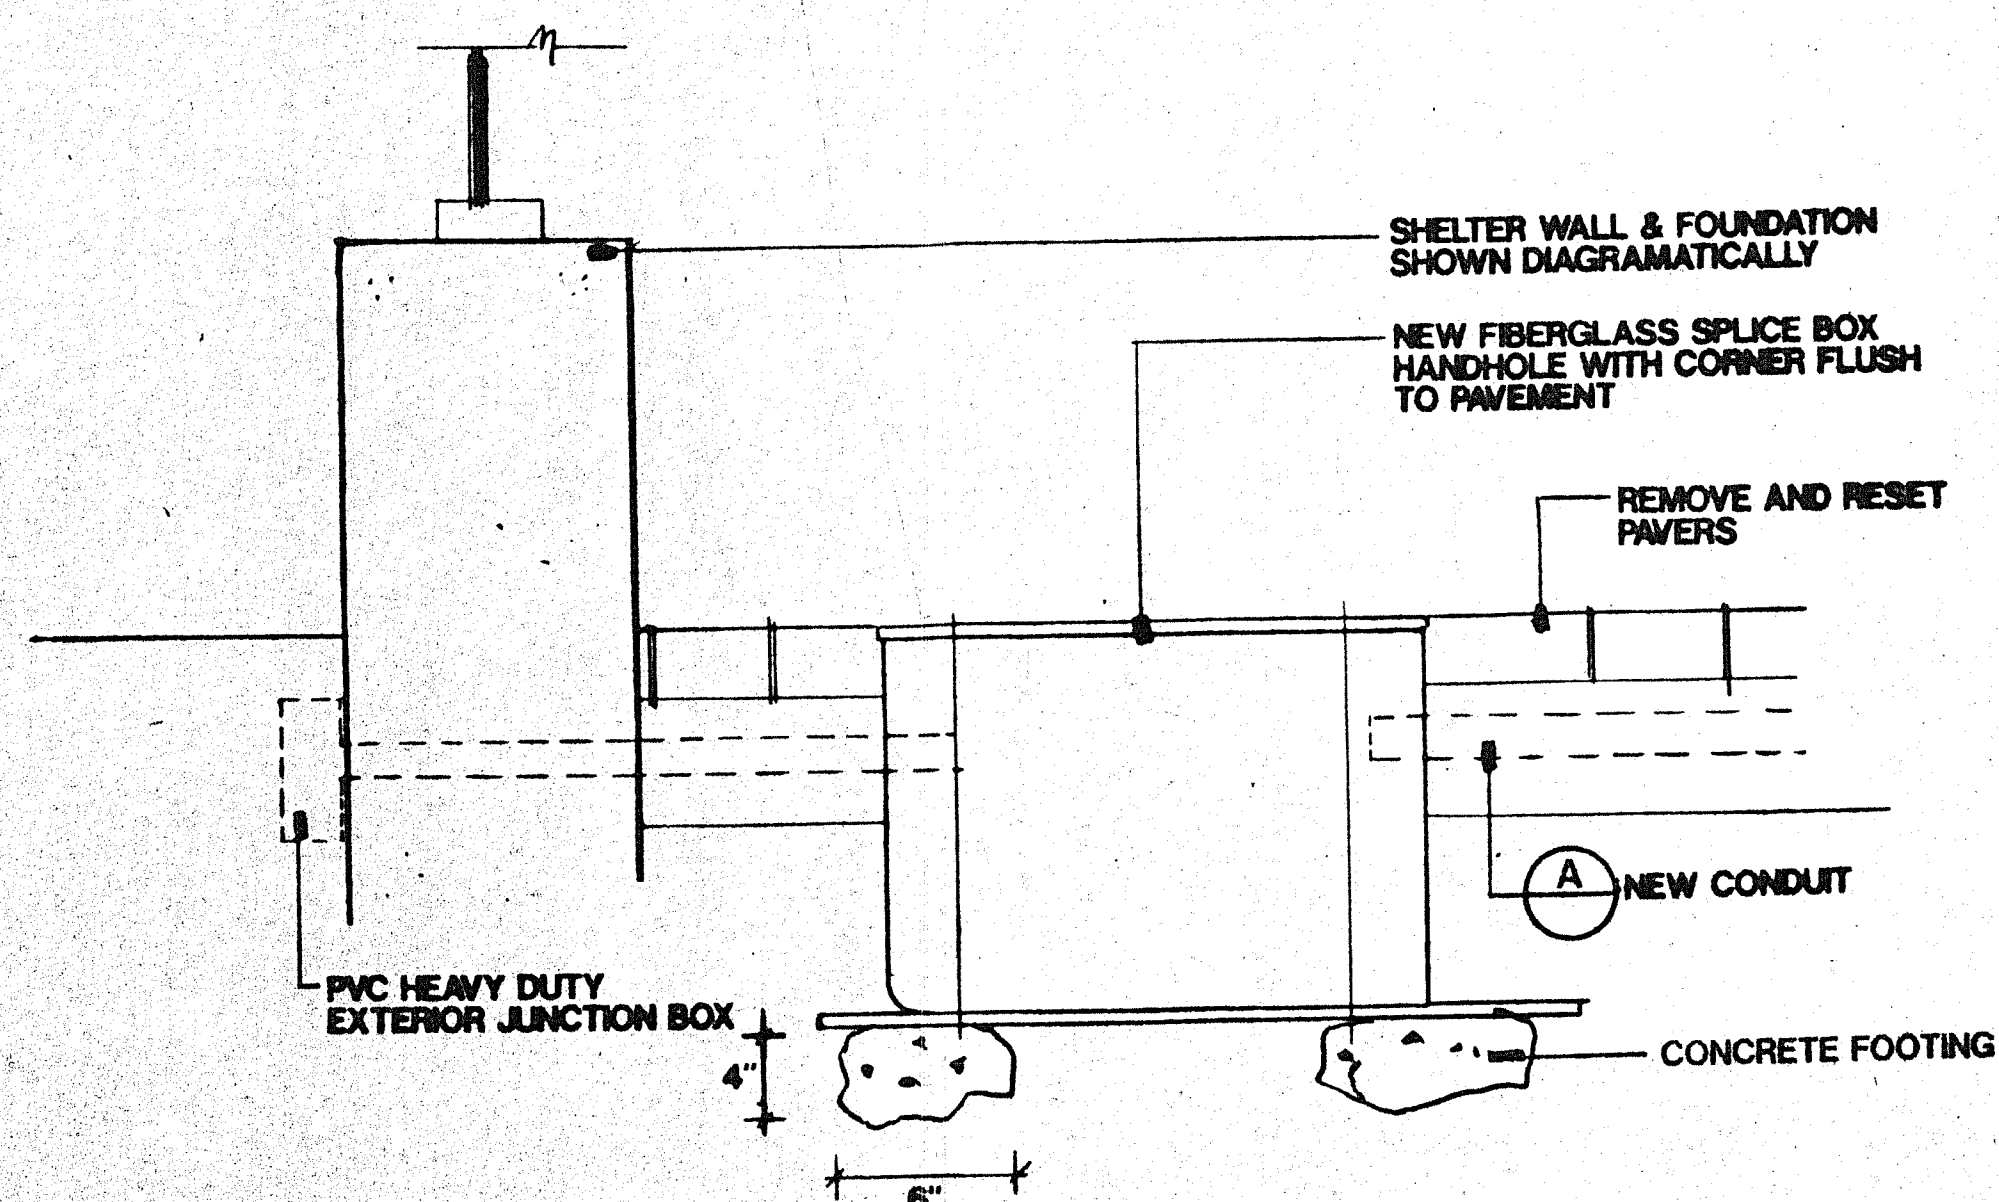 SHELTER WALL & FOUNDATION
SHOWN DIAGRAMATICALLY
NEW FIBERGLASS SPLICE BOX
HANDHOLE WITH CORNER FLUSH
TO PAVEMENT
REMOVE AND RESET
PAVERS
A
NEW CONDUIT
PVC HEAVY DUTY
EXTERIOR JUNCTION BOX
CONCRETE FOOTING
4"
6"